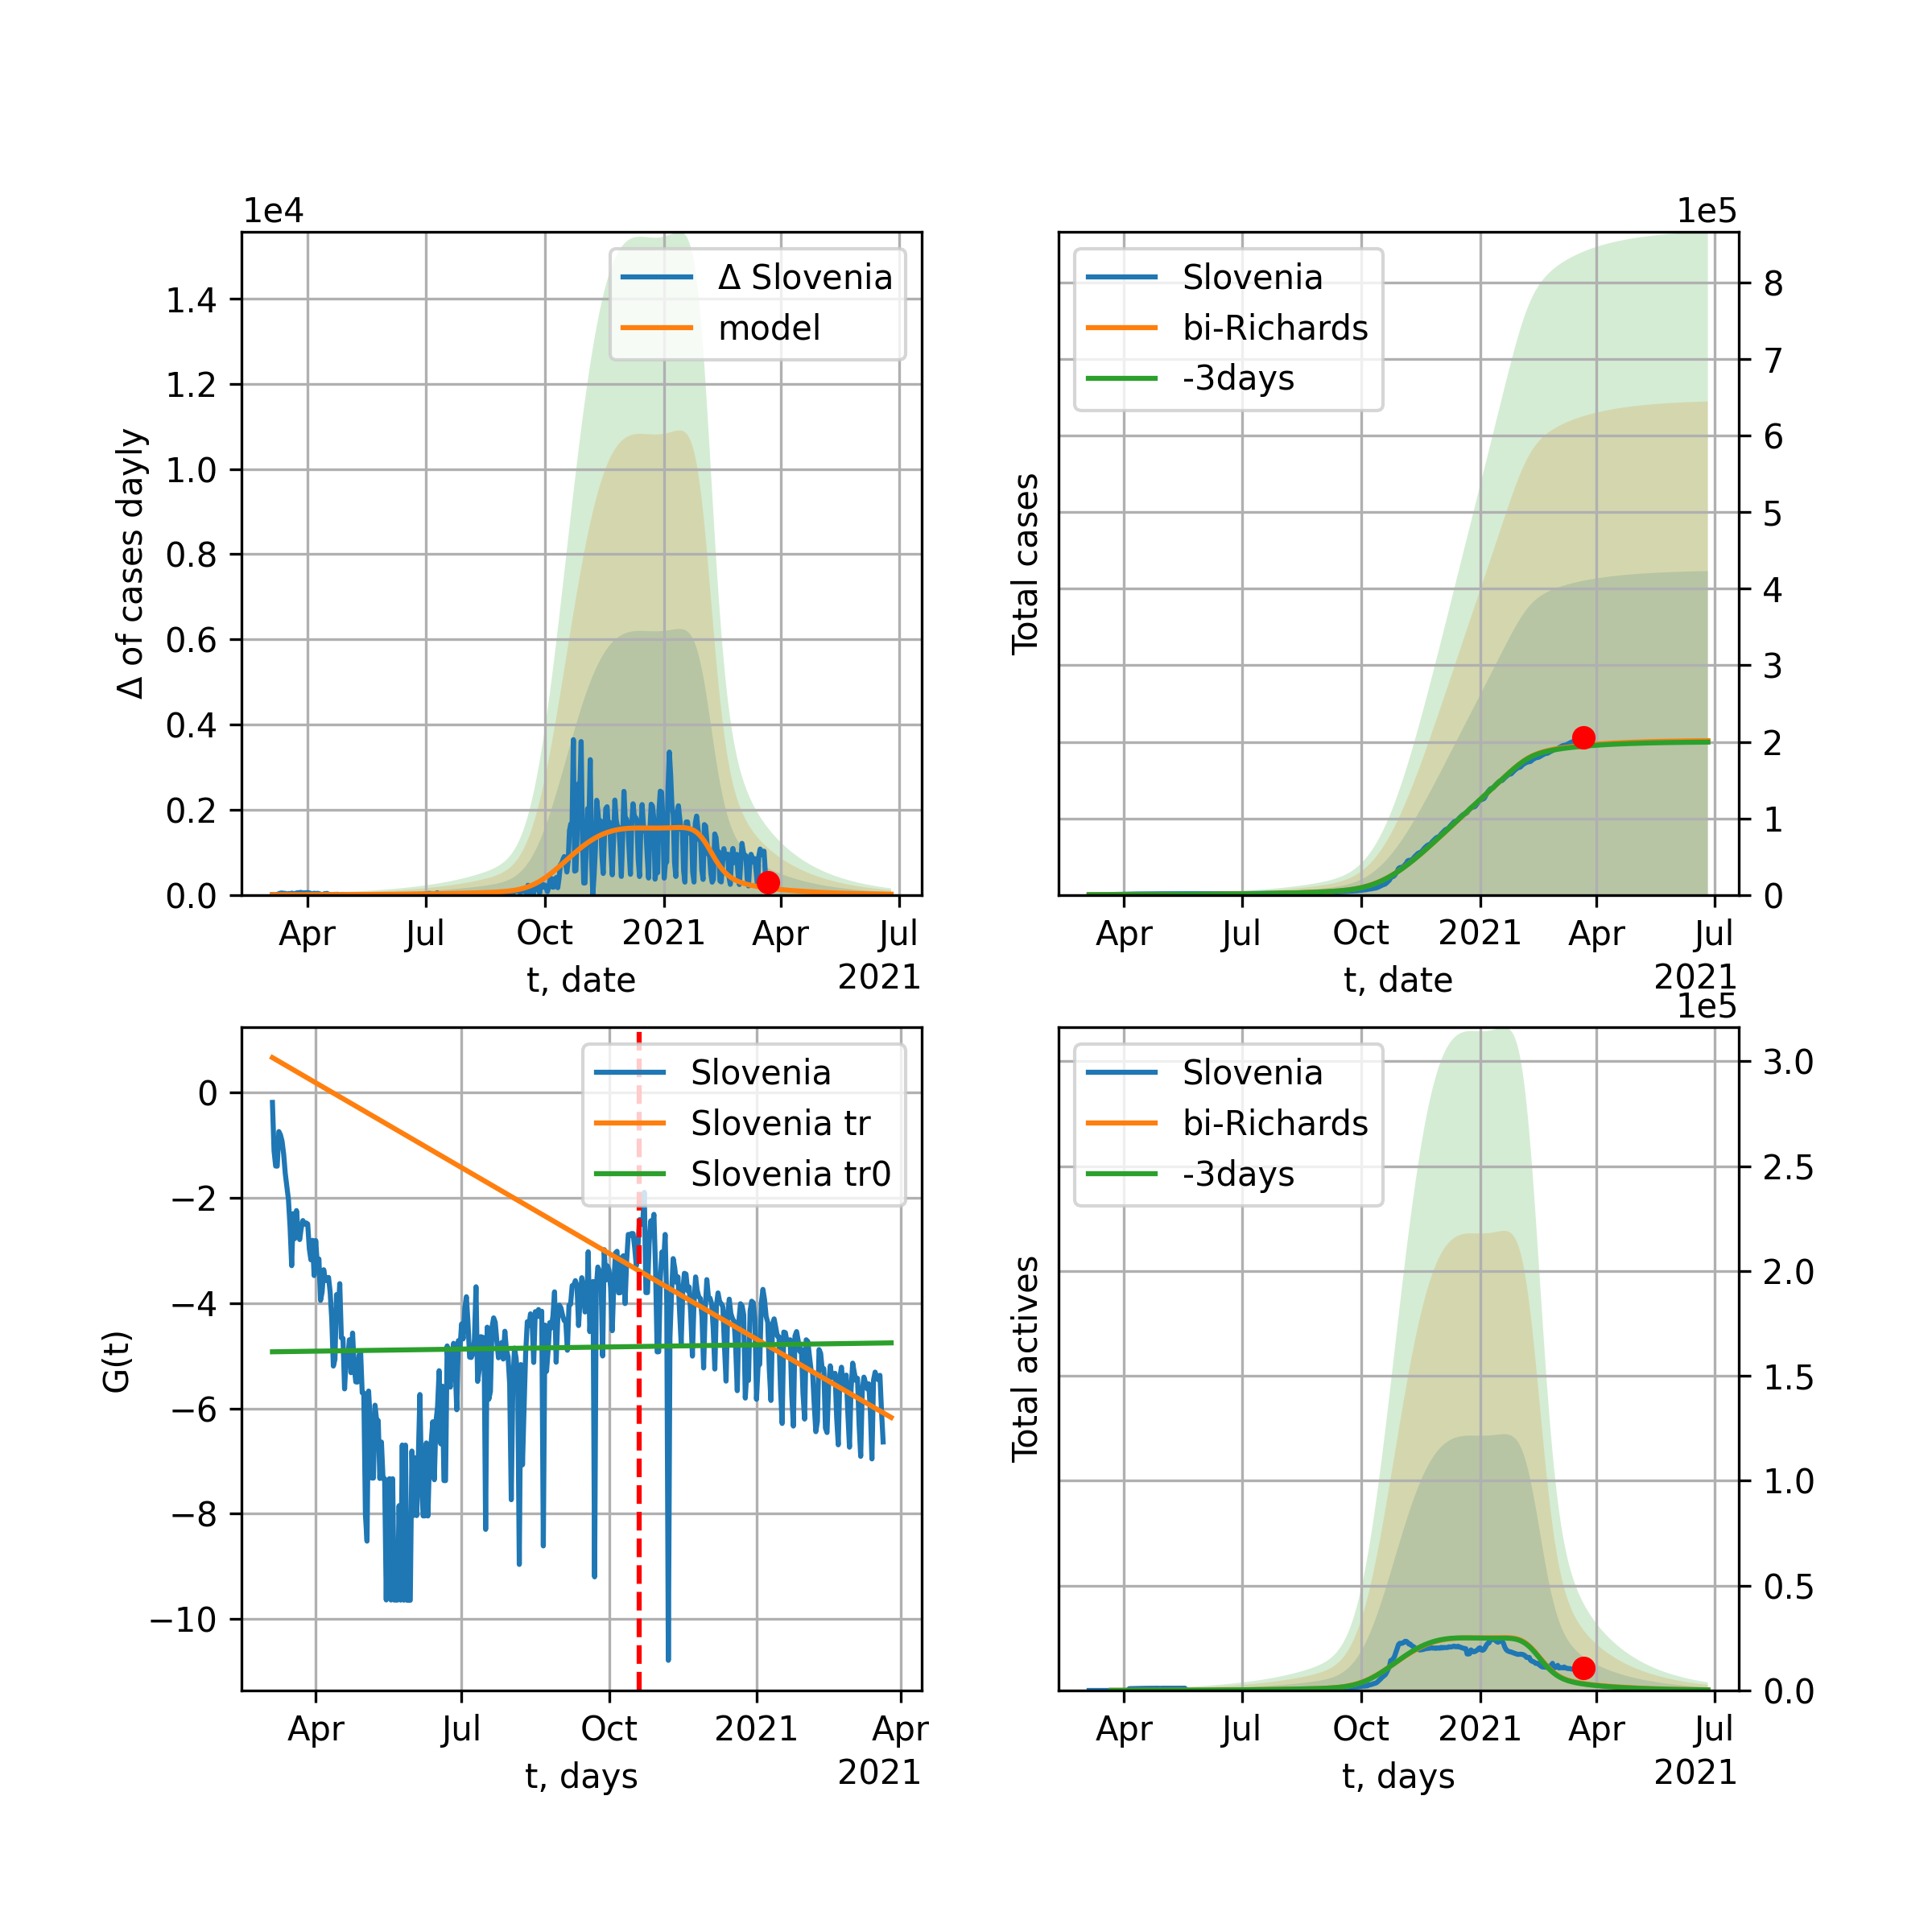 1e4
Δ of cases dayly
1.4
1.2
1.0
0.8
0.6
0.4
0.2
0.0
Δ Slovenia
model
Apr Jul Oct 2021 Apr Jul
2021
t, date
1e5
Total cases
Slovenia
bi-Richards
-3days
8
7
6
5
4
3
2
1
0
Apr Jul Oct 2021 Apr Jul
2021
t, date
G(t)
0
−2
−4
−6
−8
−10
Slovenia
Slovenia tr
Slovenia tr0
Apr Jul Oct 2021 Apr
2021
t, days
1e5
Total actives
Slovenia
bi-Richards
-3days
3.0
2.5
2.0
1.5
1.0
0.5
0.0
Apr Jul Oct 2021 Apr Jul
2021
t, days